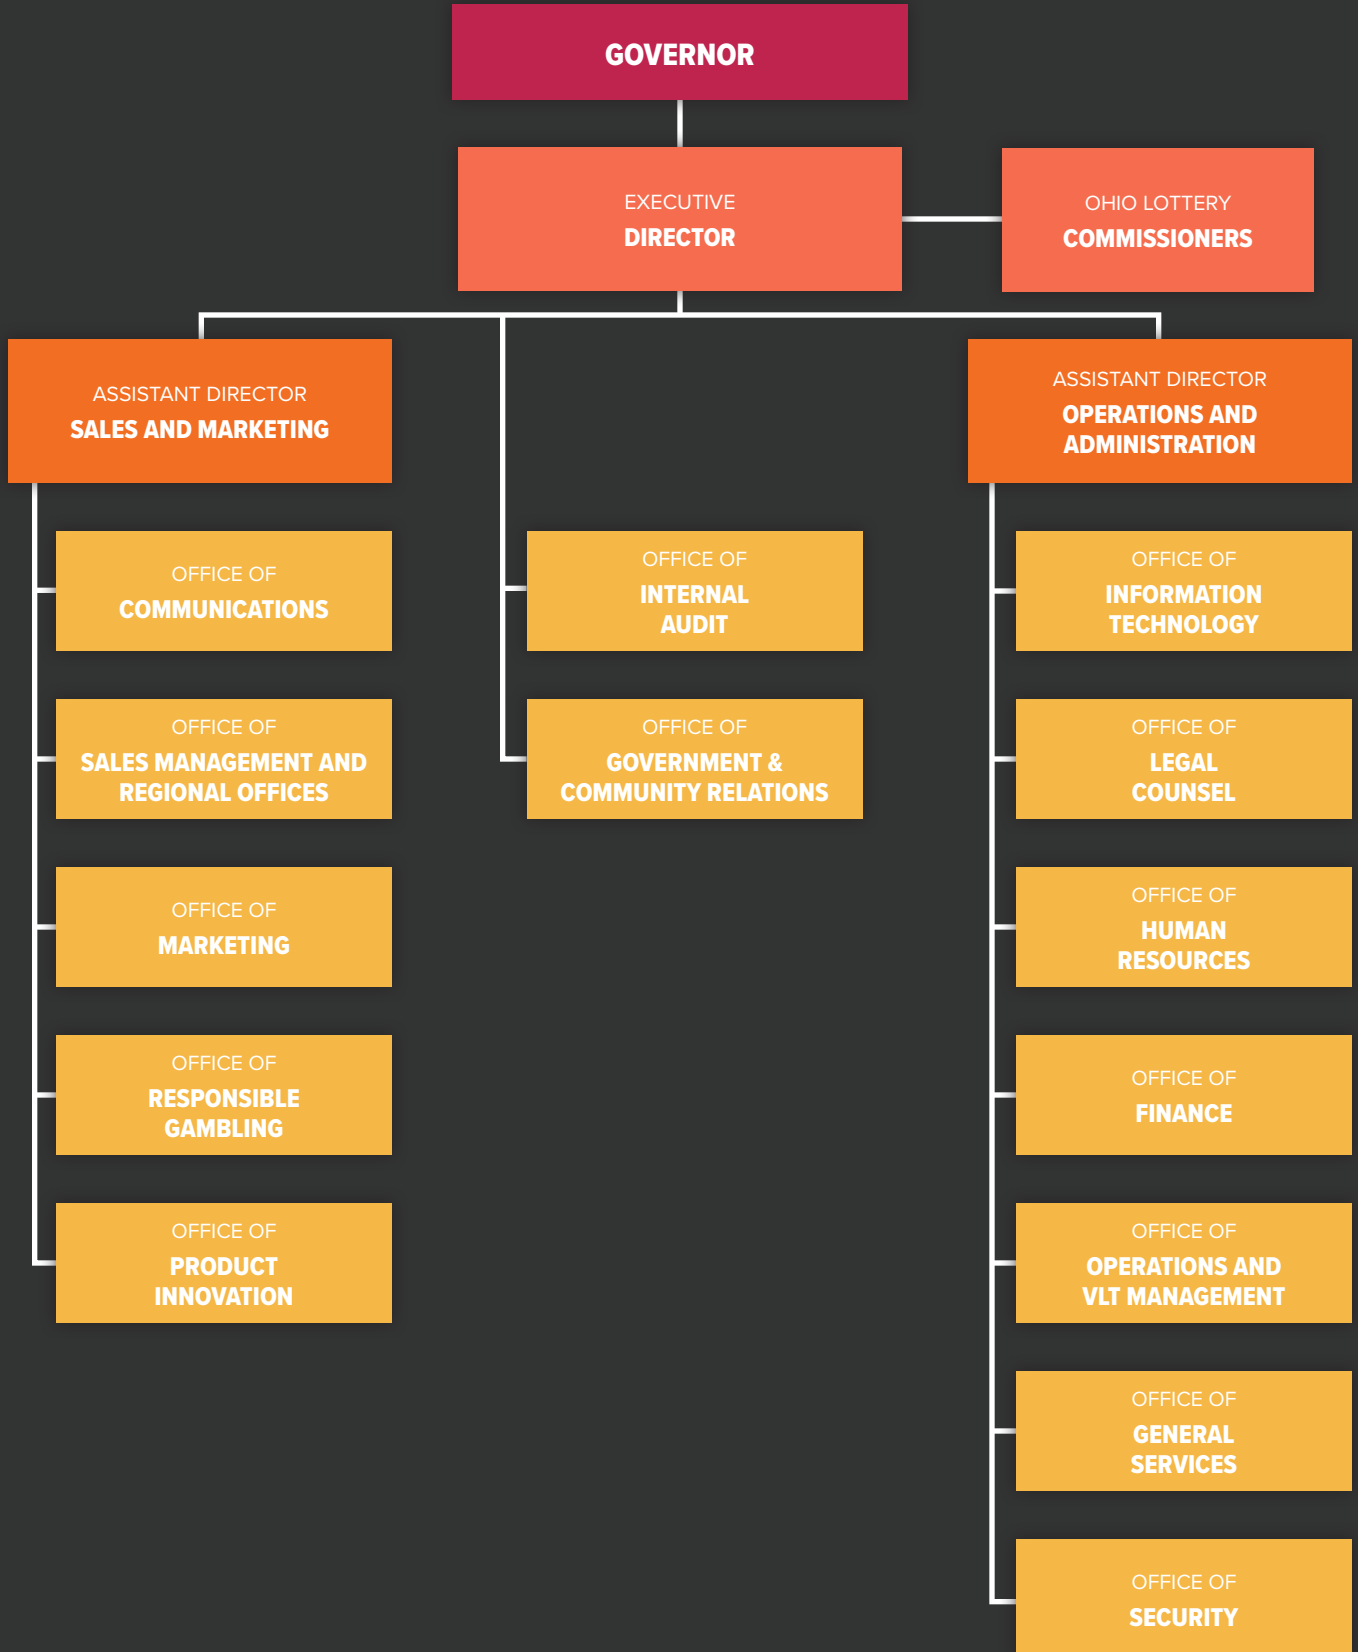 GOVERNOR
EXECUTIVE
DIRECTOR
OHIO LOTTERY
COMMISSIONERS
ASSISTANT DIRECTOR
SALES AND MARKETING
ASSISTANT DIRECTOR
OPERATIONS AND
ADMINISTRATION
OFFICE OF
COMMUNICATIONS
OFFICE OF
SALES MANAGEMENT AND
REGIONAL OFFICES
OFFICE OF
MARKETING
OFFICE OF
RESPONSIBLE
GAMBLING
OFFICE OF
PRODUCT
INNOVATION
OFFICE OF
INTERNAL
AUDIT
OFFICE OF
GOVERNMENT &
COMMUNITY RELATIONS
OFFICE OF
INFORMATION
TECHNOLOGY
OFFICE OF
LEGAL
COUNSEL
OFFICE OF
HUMAN
RESOURCES
OFFICE OF
FINANCE
OFFICE OF
OPERATIONS AND
VLT MANAGEMENT
OFFICE OF
GENERAL
SERVICES
OFFICE OF
SECURITY